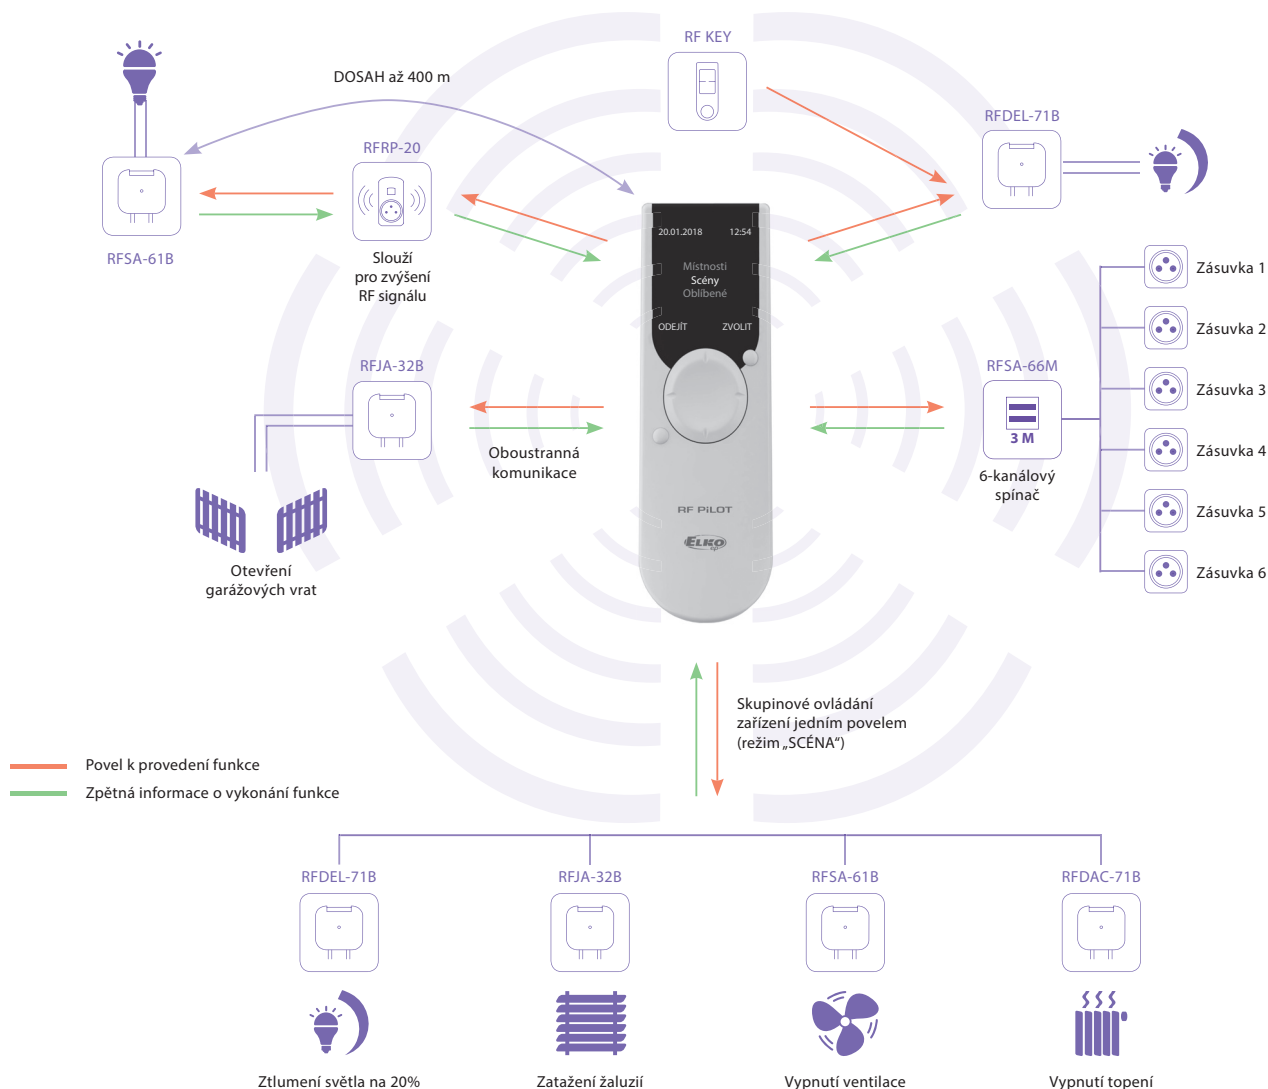 RF KEY
DOSAH až 400 m
RFDEL-71B
RFRP-20
RFSA-61B
Slouží
pro zvýšení
RF signálu
20.01.2018 12:54
Místnosti
Scény
Oblíbené
ODEJÍT ZVOLIT
Zásuvka 1
Zásuvka 2
Zásuvka 3
Zásuvka 4
Zásuvka 5
Zásuvka 6
RFJA-32B
RFSA-66M
3 M
6-kanálový
spínač
Oboustranná
komunikace
RF PiLOT
ELKO
ep
Otevření
garážových vrat
Skupinové ovládání
zařízení jedním povelem
(režim „SCÉNA“)
Povel k provedení funkce
Zpětná informace o vykonání funkce
RFDEL-71B
RFJA-32B
RFSA-61B
RFDAC-71B
Ztlumení světla na 20%
Zatažení žaluzií
Vypnutí ventilace
Vypnutí topení